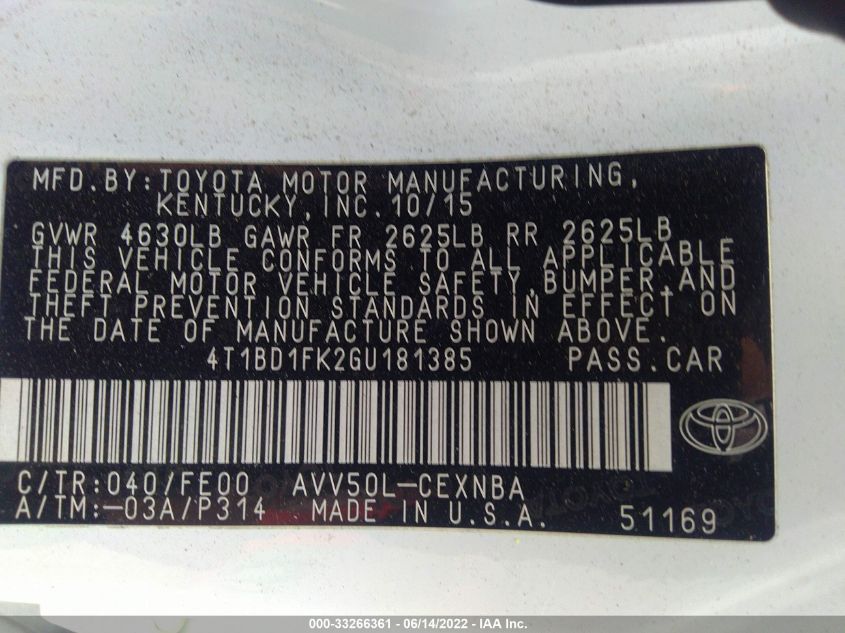 MFD.BY:TOYOTA MOTOR MANUFACTURING,
KENTUCKY,INC.10/15
GVWR 4630LB GAWR FR 2625LB RR 2625LB
THIS VEHICLE CONFORMS TO ALL APPLICABLE
FEDERAL MOTOR VEHICLE SAFETY,BUMPER,AND
THEFT PREVENTION STANDARDS IN EFFECT ON
THE DATE OF MANUFACTURE SHOWN ABOVE.
4T1BD1FK2GU181385 PASS.CAR
C/TR:040/FE00 AVV50L-CEXNBA
A/TM:-03A/P314 MADE IN U.S.A. 51169
000-33266361 - 06/14/2022 - IAA Inc.